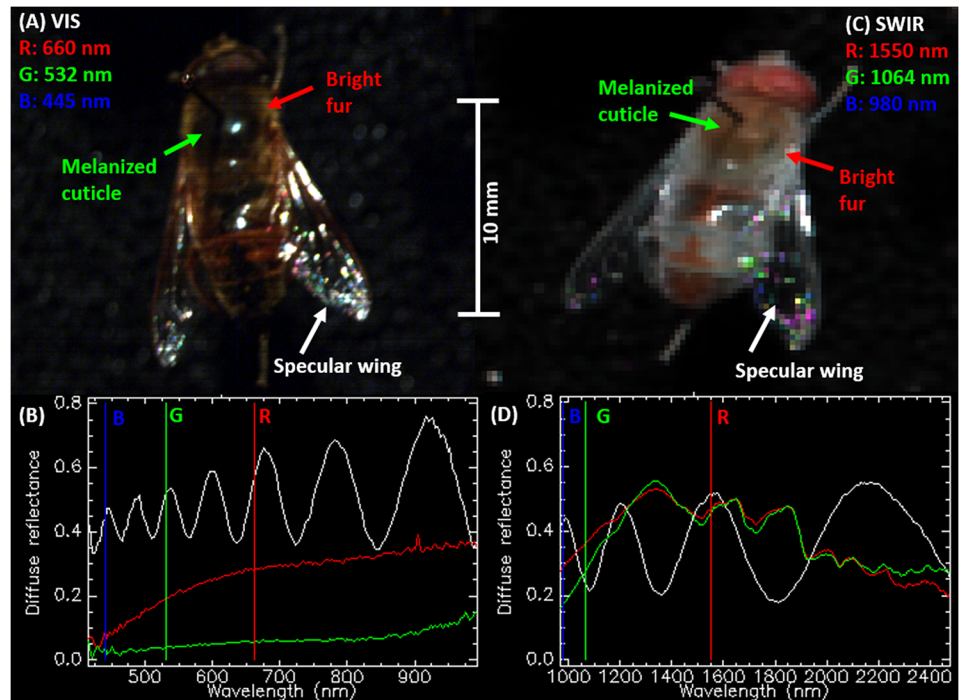 (A) VIS
R: 660 nm
G: 532 nm
B: 445 nm
Bright
fur
Melanized
cuticle
Specular wing
10 mm
(C) SWIR
R: 1550 nm
G: 1064 nm
B: 980 nm
Melanized
cuticle
Bright
fur
Specular wing
(B)
B
G
R
Diffuse reflectance
0.8
0.6
0.4
0.2
0.0
500 600 700 800 900
Wavelength (nm)
(D)
B
G
R
Diffuse reflectance
0.8
0.6
0.4
0.2
0.0
1000 1200 1400 1600 1800 2000 2200 2400
Wavelength (nm)